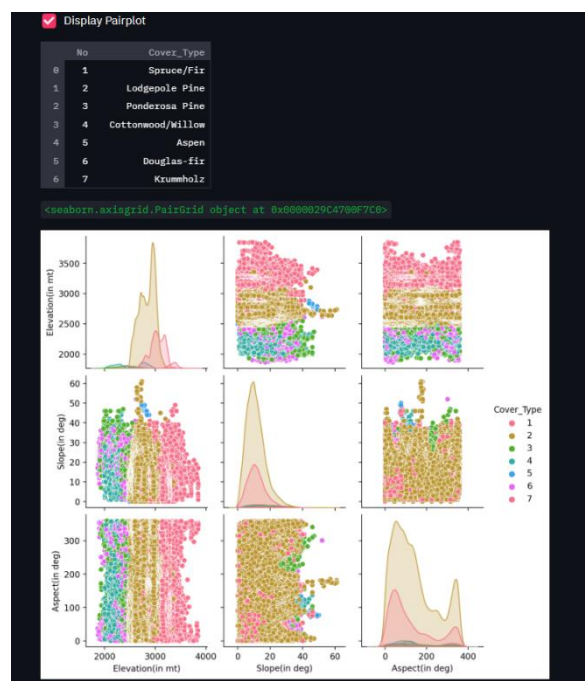 Display Pairplot
No Cover_Type
0 1 Spruce/Fir
1 2 Lodgepole Pine
2 3 Ponderosa Pine
3 4 Cottonwood/Willow
4 5 Aspen
5 6 Douglas-fir
6 7 Krummholz
<seaborn.axisgrid.PairGrid object at 0x0000029C4700F7C0>
Elevation(in mt)
3500
3000
2500
2000
Slope(in deg)
60
50
40
30
20
10
0
Cover_Type
1
2
3
4
5
6
7
Aspect(in deg)
300
200
100
0
2000 3000 4000
0 20 40 60
0 200 400
Elevation(in mt)
Slope(in deg)
Aspect(in deg)